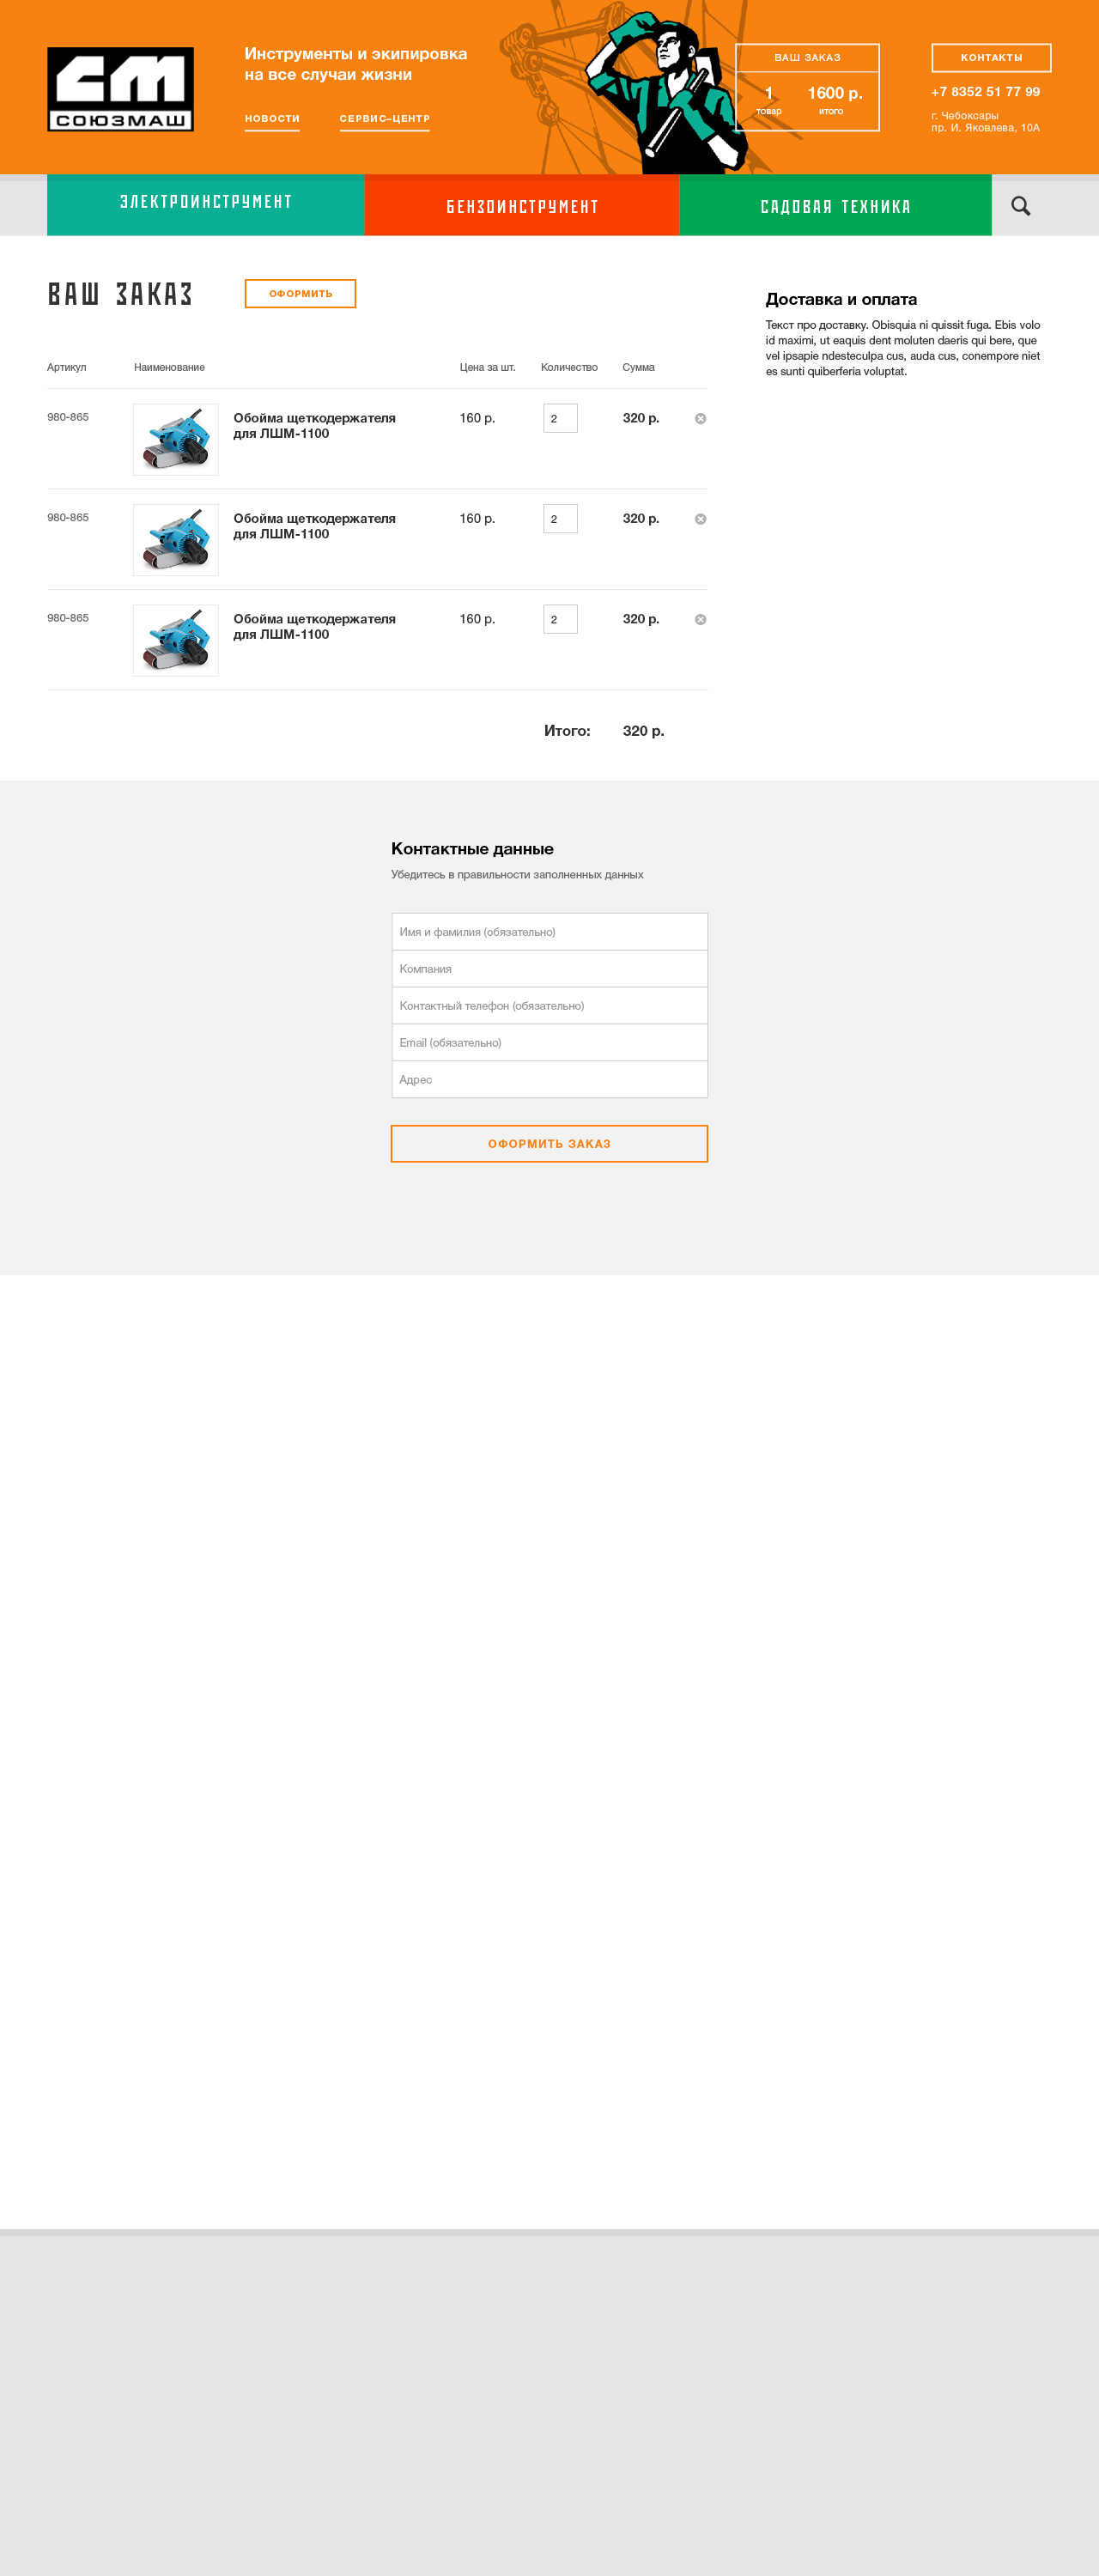 ст
СОЮЗМАШ
Инструменты и экипировка
на все случаи жизни
НОВОСТИ
СЕРВИС-ЦЕНТР
ВАШ ЗАКАЗ
1
товар
1600 р.
итого
КОНТАКТЫ
+7 8352 51 77 99
г. Чебоксары
пр. И. Яковлева, 10А
ЭЛЕКТРОИНСТРУМЕНТ
БЕНЗОИНСТРУМЕНТ
САДОВАЯ ТЕХНИКА
ВАШ ЗАКАЗ
ОФОРМИТЬ
Доставка и оплата
Текст про доставку. Obisquia ni quissit fuga. Ebis volo
id maximi, ut eaquis dent moluten daeris qui bere, que
vel ipsapie ndesteculpa cus, auda cus, conempore niet
es sunti quiberferia voluptat.
Артикул Наименование Цена за шт. Количество Сумма
980-865 Обойма щеткодержателя 160 р. 2 320 р.
для ЛШМ-1100
980-865 Обойма щеткодержателя 160 р. 2 320 р.
для ЛШМ-1100
980-865 Обойма щеткодержателя 160 р. 2 320 р.
для ЛШМ-1100
Итого: 320 р.
Контактные данные
Убедитесь в правильности заполненных данных
Имя и фамилия (обязательно)
Компания
Контактный телефон (обязательно)
Email (обязательно)
Адрес
ОФОРМИТЬ ЗАКАЗ